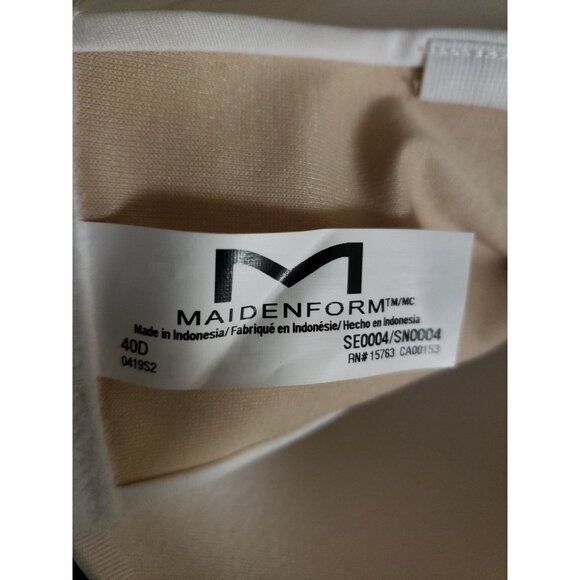 M
MAIDENFORM™/MC
Made in Indonesia/ Fabriqué en Indonésie/ Hecho en Indonesia
40D SE0004/SN0004
0419S2 RN# 15763 CA00153